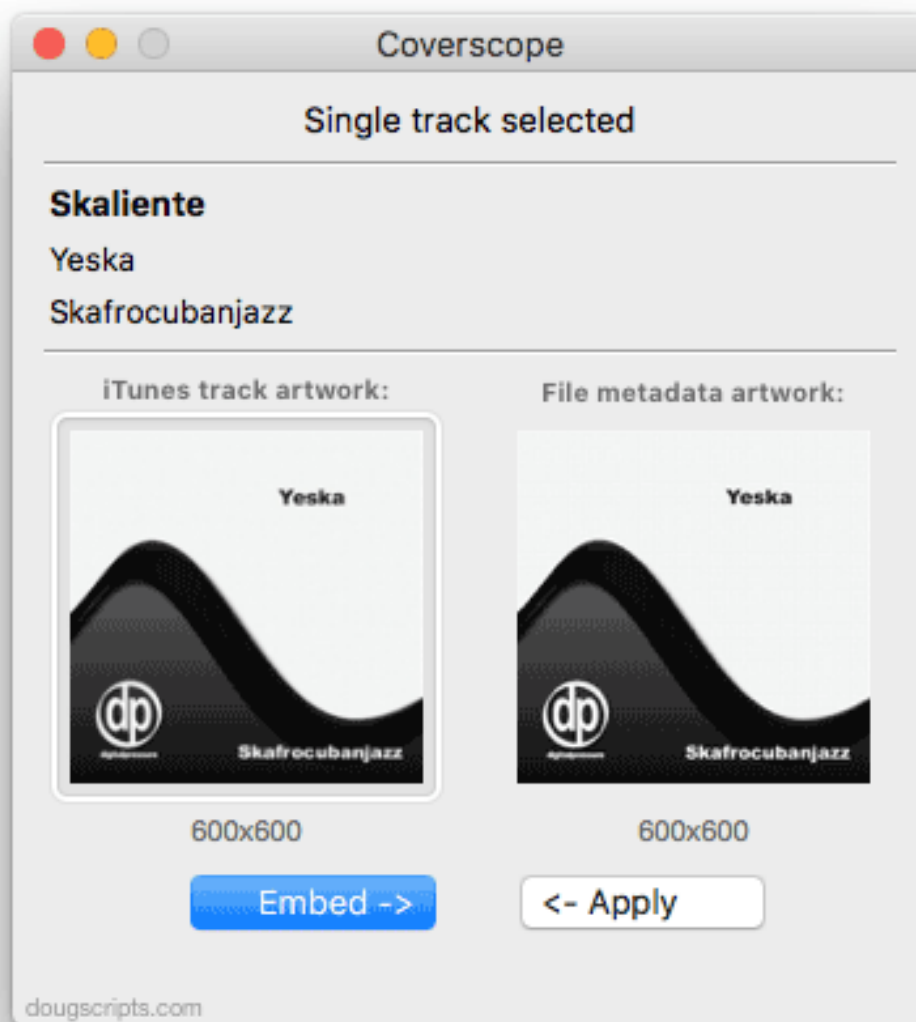 Coverscope
Single track selected
Skaliente
Yeska
Skafrocubanjazz
iTunes track artwork:
File metadata artwork:
Yeska
dp
Skafrocubanjazz
Yeska
dp
Skafrocubanjazz
600x600
600x600
Embed ->
<- Apply
dougscripts.com